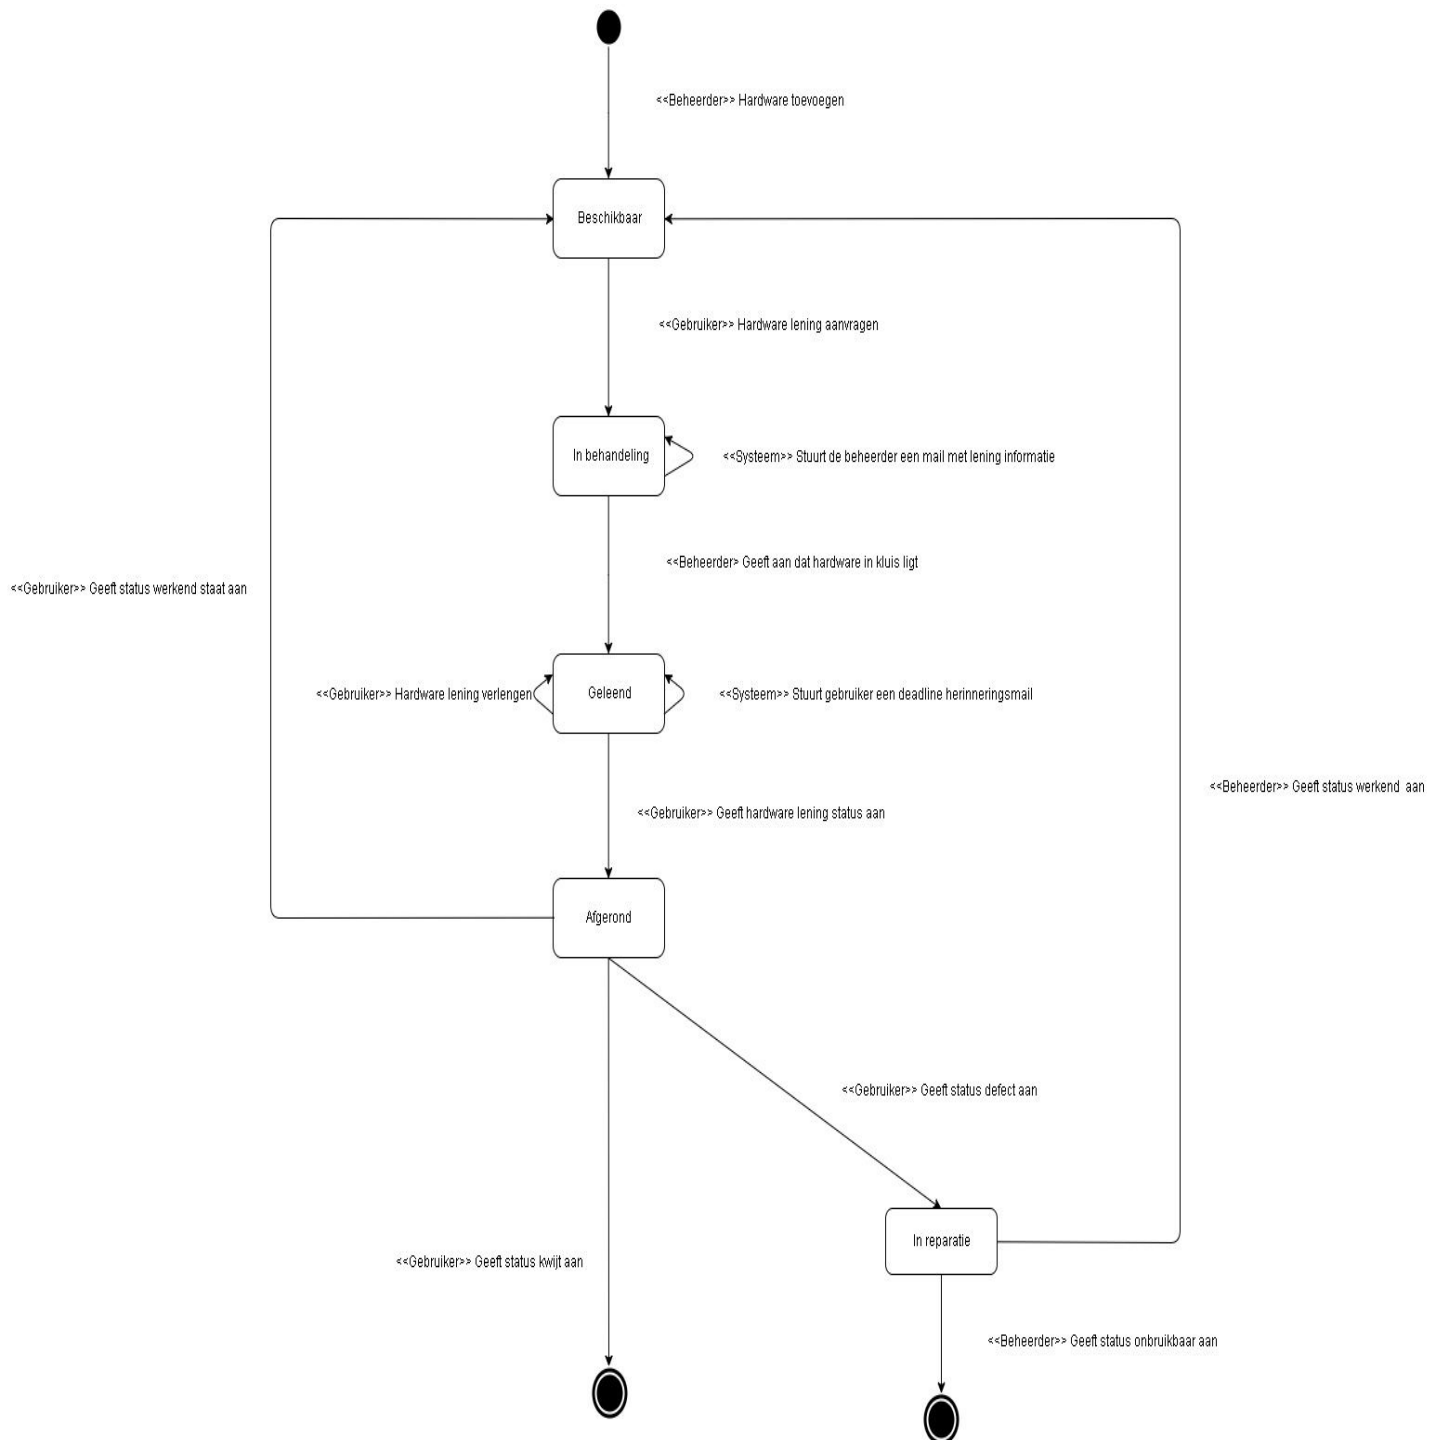 <<Beheerder>> Hardware toevoegen
Beschikbaar
<<Gebruiker>> Hardware lening aanvragen
In behandeling
<<Systeem>> Stuurt de beheerder een mail met lening informatie
<<Beheerder> Geeft aan dat hardware in kluis ligt
<<Gebruiker>> Geeft status werkend staat aan
<<Gebruiker>> Hardware lening verlengen
Geleend
<<Systeem>> Stuurt gebruiker een deadline herinneringsmail
<<Beheerder>> Geeft status werkend  aan
<<Gebruiker>> Geeft hardware lening status aan
Afgerond
<<Gebruiker>> Geeft status defect aan
In reparatie
<<Gebruiker>> Geeft status kwijt aan
<<Beheerder>> Geeft status onbruikbaar aan